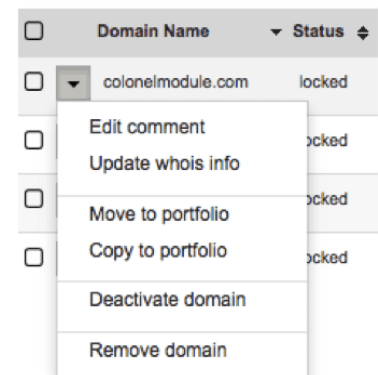 Domain Name Status
colonelmodule.com locked
Edit comment
Update whois info
Move to portfolio
Copy to portfolio
Deactivate domain
Remove domain